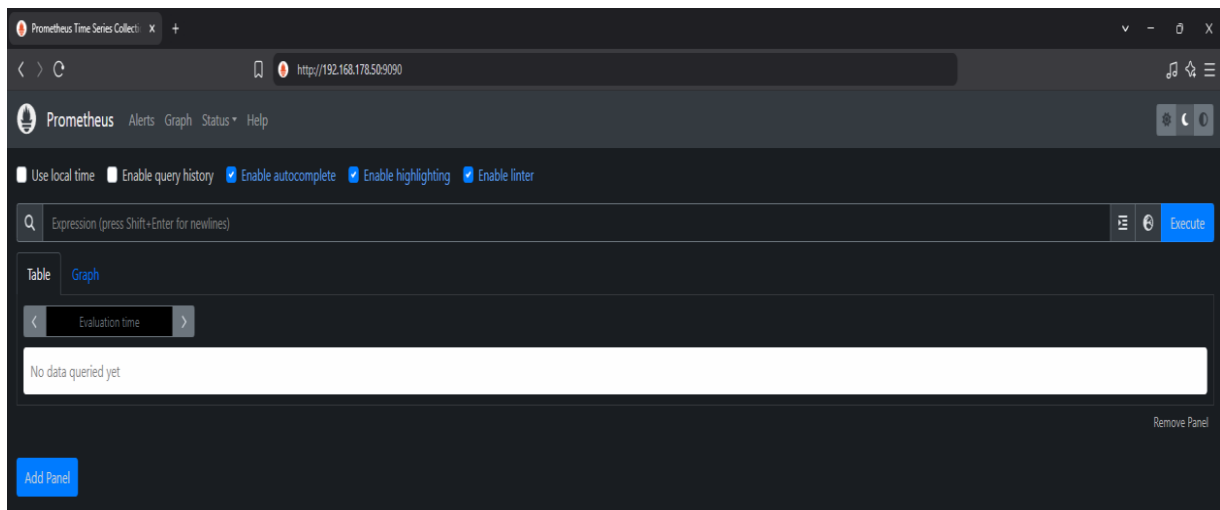 Prometheus Time Series Collecti
http://192.168.178.50:9090
Prometheus Alerts Graph Status Help
Use local time Enable query history Enable autocomplete Enable highlighting Enable linter
Expression (press Shift+Enter for newlines) Execute
Table Graph
Evaluation time
No data queried yet
Remove Panel
Add Panel